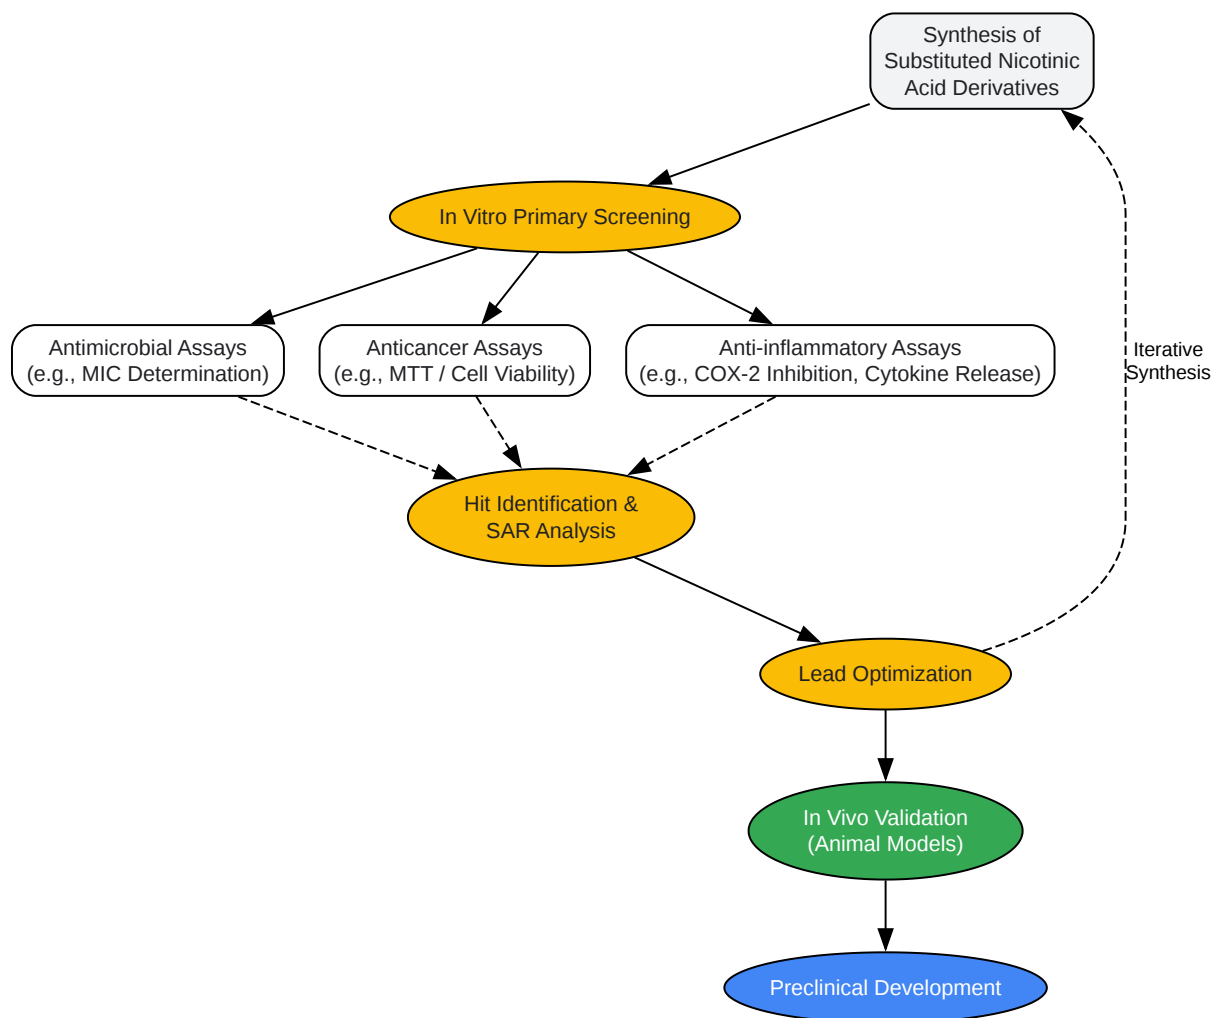 Synthesis of
Substituted Nicotinic
Acid Derivatives
In Vitro Primary Screening
Antimicrobial Assays
(e.g., MIC Determination)
Anticancer Assays
(e.g., MTT / Cell Viability)
Anti-inflammatory Assays
(e.g., COX-2 Inhibition, Cytokine Release)
Iterative
Synthesis
Hit Identification &
SAR Analysis
Lead Optimization
In Vivo Validation
(Animal Models)
Preclinical Development